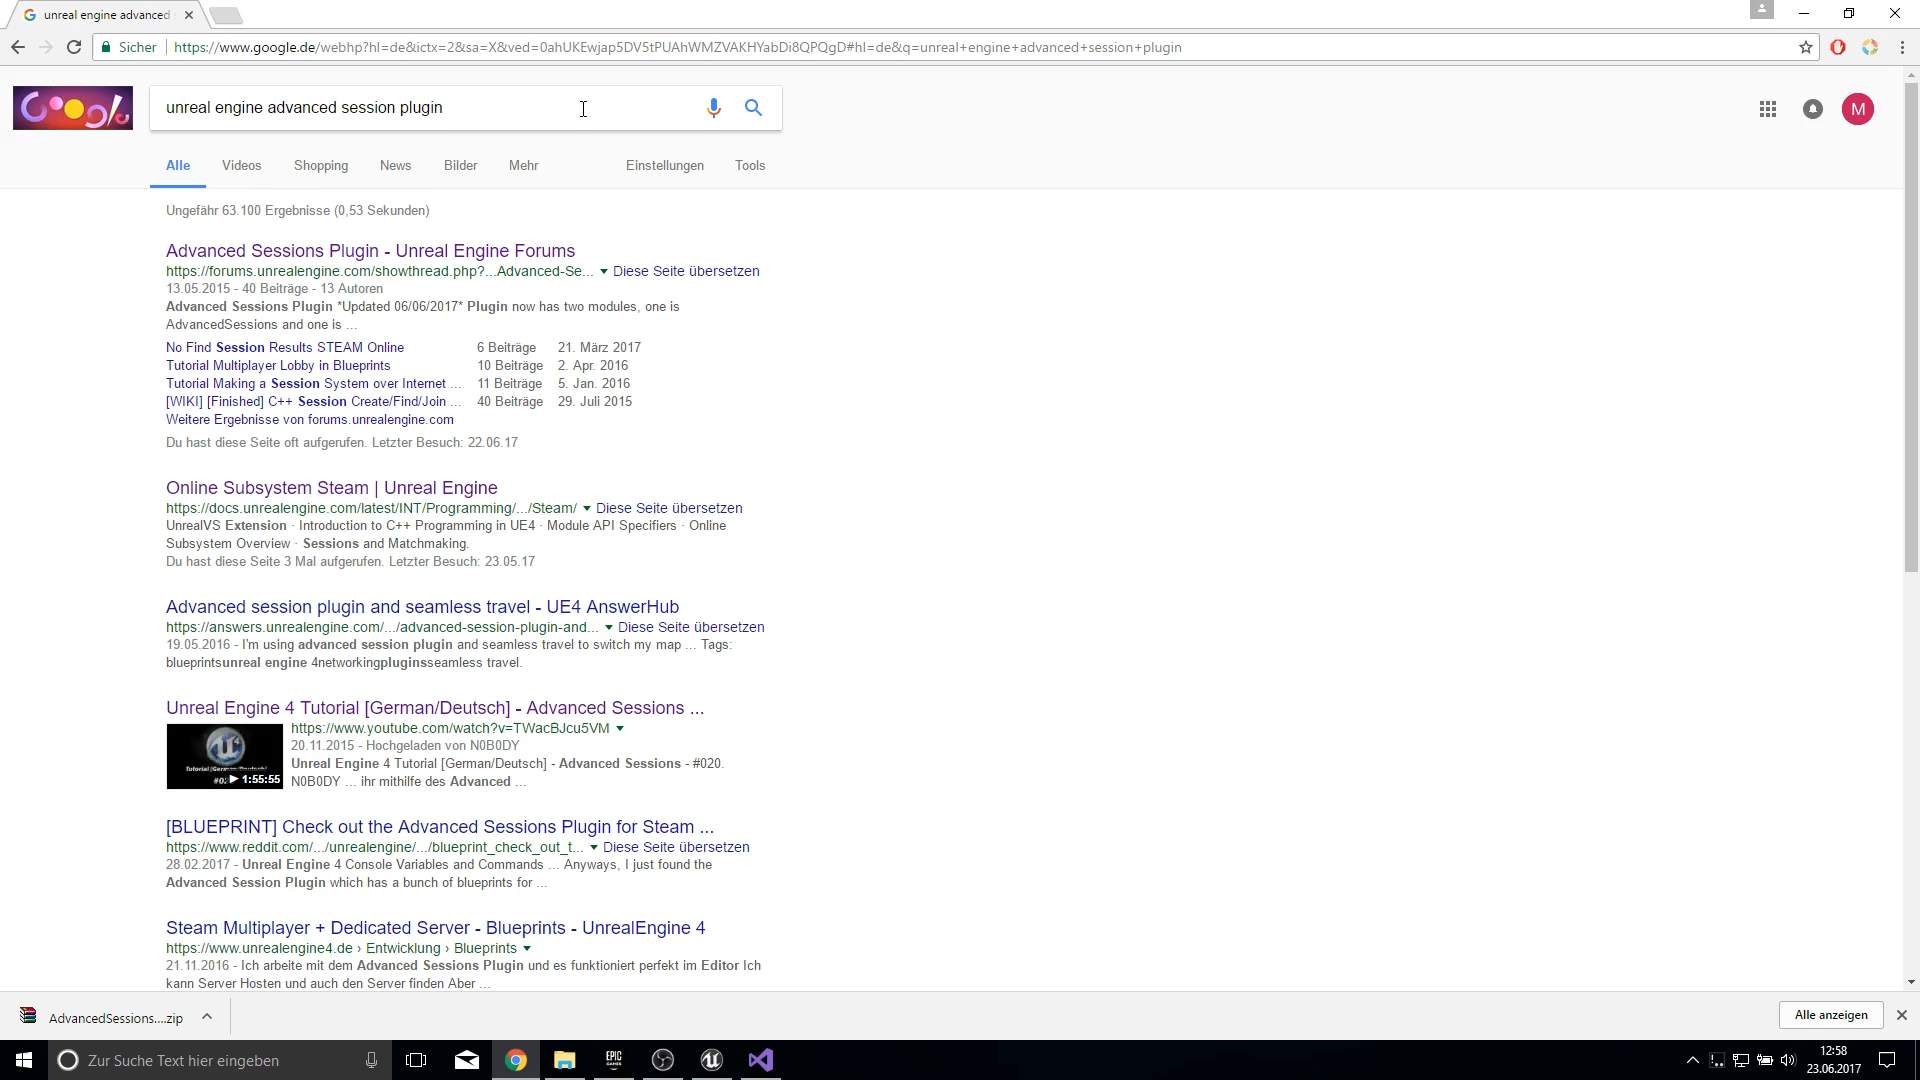 unreal engine advanced
Sicher
https://www.google.de/webhp?hl=de&ictx=2&sa=X&ved=0ahUKEwjap5DV5tPUAhWMZVAKHYabDi8QPQgD#hl=de&q=unreal+engine+advanced+session+plugin
unreal engine advanced session plugin
M
Alle Videos Shopping News Bilder Mehr Einstellungen Tools
Ungefähr 63.100 Ergebnisse (0,53 Sekunden)
Advanced Sessions Plugin - Unreal Engine Forums
https://forums.unrealengine.com/showthread.php?...Advanced-Se... Diese Seite übersetzen
13.05.2015 - 40 Beiträge - 13 Autoren
Advanced Sessions Plugin *Updated 06/06/2017* Plugin now has two modules, one is
AdvancedSessions and one is ...
No Find Session Results STEAM Online 6 Beiträge 21. März 2017
Tutorial Multiplayer Lobby in Blueprints 10 Beiträge 2. Apr. 2016
Tutorial Making a Session System over Internet ... 11 Beiträge 5. Jan. 2016
[WIKI] [Finished] C++ Session Create/Find/Join ... 40 Beiträge 29. Juli 2015
Weitere Ergebnisse von forums.unrealengine.com
Du hast diese Seite oft aufgerufen. Letzter Besuch: 22.06.17
Online Subsystem Steam | Unreal Engine
https://docs.unrealengine.com/latest/INT/Programming/.../Steam/ Diese Seite übersetzen
UnrealVS Extension · Introduction to C++ Programming in UE4 · Module API Specifiers · Online
Subsystem Overview · Sessions and Matchmaking.
Du hast diese Seite 3 Mal aufgerufen. Letzter Besuch: 23.05.17
Advanced session plugin and seamless travel - UE4 AnswerHub
https://answers.unrealengine.com/.../advanced-session-plugin-and... Diese Seite übersetzen
19.05.2016 - I'm using advanced session plugin and seamless travel to switch my map ... Tags:
blueprintsunreal engine 4networkingpluginsseamless travel.
Unreal Engine 4 Tutorial [German/Deutsch] - Advanced Sessions ...
https://www.youtube.com/watch?v=TWacBJcu5VM
20.11.2015 - Hochgeladen von N0B0DY
Unreal Engine 4 Tutorial [German/Deutsch] - Advanced Sessions - #020.
N0B0DY ... ihr mithilfe des Advanced ...
1:55:55
[BLUEPRINT] Check out the Advanced Sessions Plugin for Steam ...
https://www.reddit.com/.../unrealengine/.../blueprint_check_out_t... Diese Seite übersetzen
28.02.2017 - Unreal Engine 4 Console Variables and Commands ... Anyways, I just found the
Advanced Session Plugin which has a bunch of blueprints for ...
Steam Multiplayer + Dedicated Server - Blueprints - UnrealEngine 4
https://www.unrealengine4.de › Entwicklung › Blueprints
21.11.2016 - Ich arbeite mit dem Advanced Sessions Plugin und es funktioniert perfekt im Editor Ich
kann Server Hosten und auch den Server finden Aber ...
AdvancedSessions....zip
Alle anzeigen
Zur Suche Text hier eingeben
EPIC
GAMES
12:58
23.06.2017